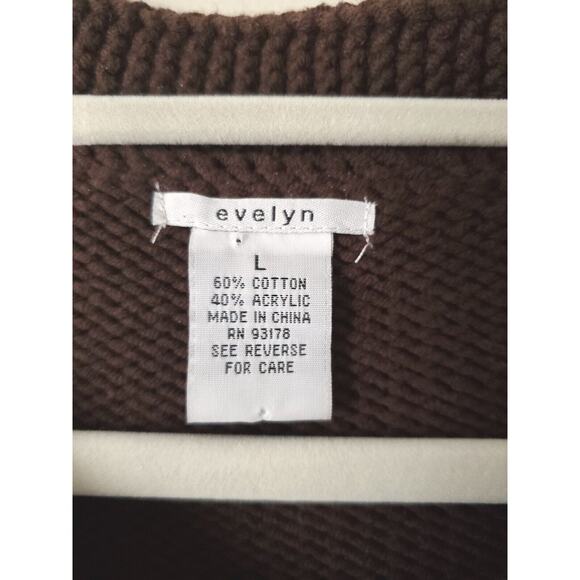 evelyn
L
60% COTTON
40% ACRYLIC
MADE IN CHINA
RN 93178
SEE REVERSE
FOR CARE